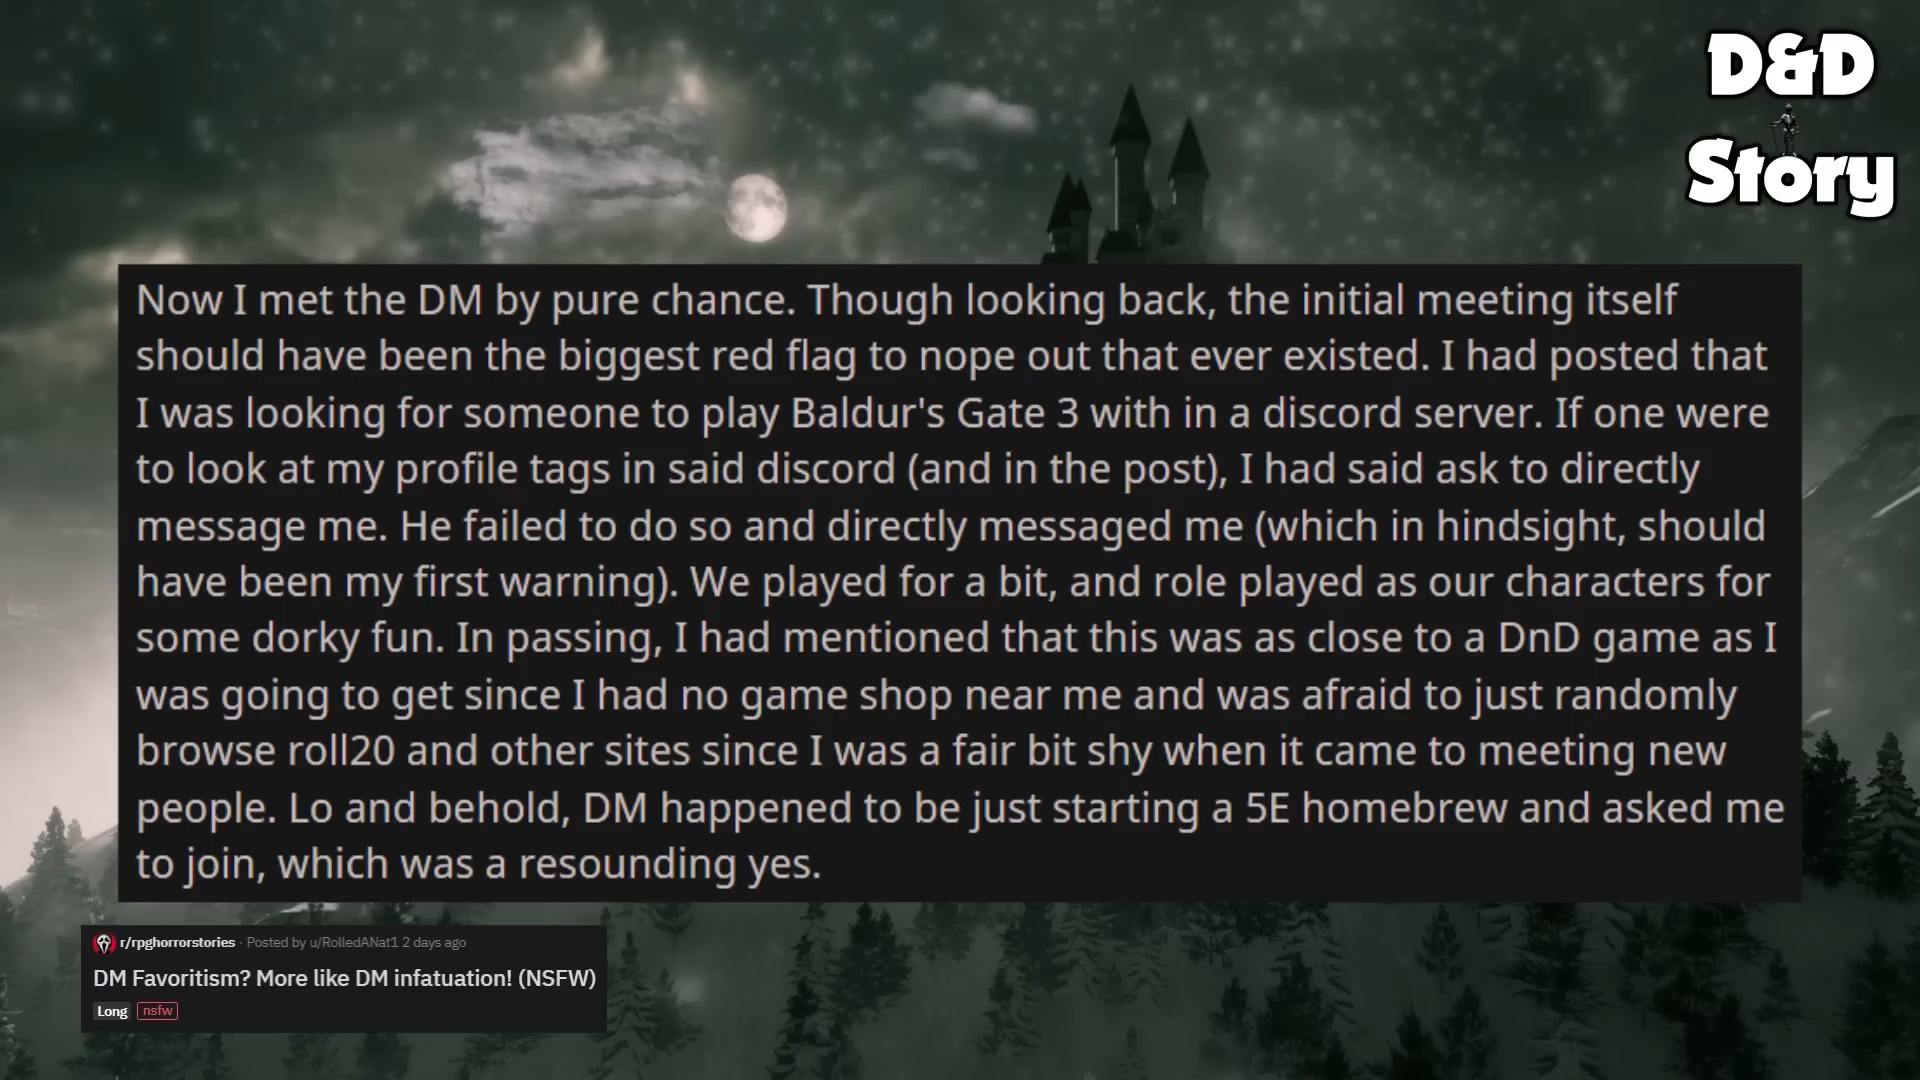 D&D
Story
Now I met the DM by pure chance. Though looking back, the initial meeting itself
should have been the biggest red flag to nope out that ever existed. I had posted that
I was looking for someone to play Baldur's Gate 3 with in a discord server. If one were
to look at my profile tags in said discord (and in the post), I had said ask to directly
message me. He failed to do so and directly messaged me (which in hindsight, should
have been my first warning). We played for a bit, and role played as our characters for
some dorky fun. In passing, I had mentioned that this was as close to a DnD game as I
was going to get since I had no game shop near me and was afraid to just randomly
browse roll20 and other sites since I was a fair bit shy when it came to meeting new
people. Lo and behold, DM happened to be just starting a 5E homebrew and asked me
to join, which was a resounding yes.
r/rpghorrorstories · Posted by u/RolledANat1 2 days ago
DM Favoritism? More like DM infatuation! (NSFW)
Long nsfw